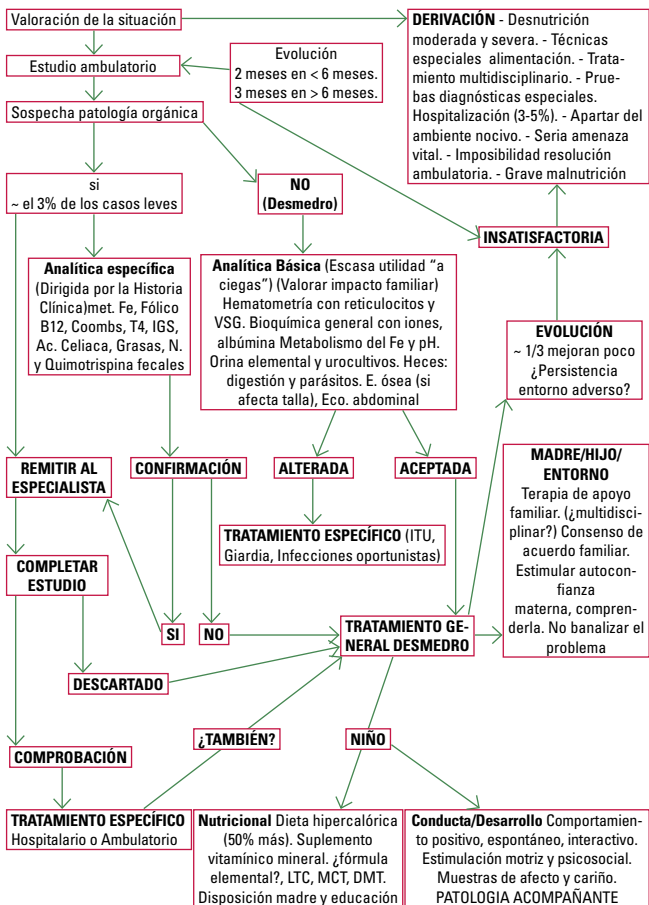 Valoración de la situación
Estudio ambulatorio
Sospecha patología orgánica
Evolución
2 meses en < 6 meses.
3 meses en > 6 meses.
DERIVACIÓN - Desnutrición
moderada y severa. - Técnicas
especiales alimentación. - Trata-
miento multidisciplinario. - Prue-
bas diagnósticas especiales.
Hospitalización (3-5%). - Apartar del
ambiente nocivo. - Seria amenaza
vital. - Imposibilidad resolución
ambulatoria. - Grave malnutrición
si
~ el 3% de los casos leves
NO
(Desmedro)
INSATISFACTORIA
Analítica específica
(Dirigida por la Historia
Clínica)met. Fe, Fólico
B12, Coombs, T4, IGS,
Ac. Celiaca, Grasas, N.
y Quimotrispina fecales
Analítica Básica (Escasa utilidad “a
ciegas”) (Valorar impacto familiar)
Hematometría con reticulocitos y
VSG. Bioquímica general con iones,
albúmina Metabolismo del Fe y pH.
Orina elemental y urocultivos. Heces:
digestión y parásitos. E. ósea (si
afecta talla), Eco. abdominal
EVOLUCIÓN
~ 1/3 mejoran poco
¿Persistencia
entorno adverso?
REMITIR AL
ESPECIALISTA
CONFIRMACIÓN
ALTERADA
ACEPTADA
MADRE/HIJO/
ENTORNO
Terapia de apoyo
familiar. (¿multidisci-
plinar?) Consenso de
acuerdo familiar.
Estimular autocon-
fianza
materna, compren-
derla. No banalizar el
problema
TRATAMIENTO ESPECÍFICO (ITU,
Giardia, Infecciones oportunistas)
COMPLETAR
ESTUDIO
SI
NO
TRATAMIENTO GE-
NERAL DESMEDRO
DESCARTADO
¿TAMBIÉN?
NIÑO
COMPROBACIÓN
TRATAMIENTO ESPECÍFICO
Hospitalario o Ambulatorio
Nutricional Dieta hipercalórica
(50% más). Suplemento
vitamínico mineral. ¿fórmula
elemental?, LTC, MCT, DMT.
Disposición madre y educación
Conducta/Desarrollo Comportamien-
to positivo, espontáneo, interactivo.
Estimulación motriz y psicosocial.
Muestras de afecto y cariño.
PATOLOGIA ACOMPAÑANTE